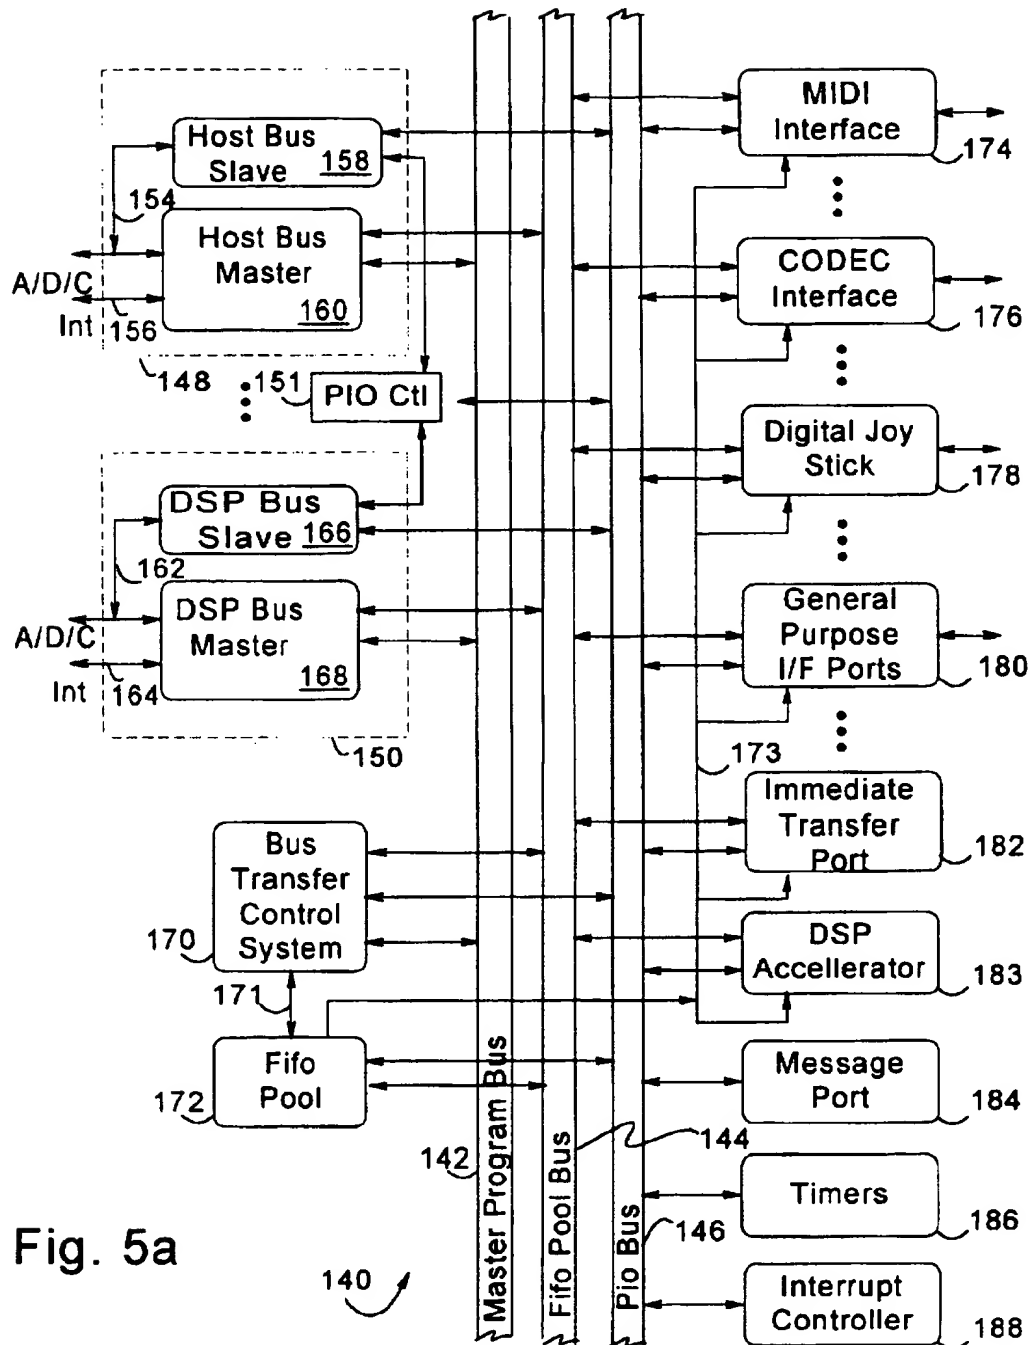 Host Bus
Slave 158
154
Host Bus
Master
160
A/D/C
Int
156
148
151
PIO Ctl
DSP Bus
Slave 166
162
DSP Bus
Master
168
A/D/C
Int
164
150
Bus
Transfer
Control
System
170
171
Fifo
Pool
172
142
Master Program Bus
Fifo Pool Bus
144
Pio Bus
146
MIDI
Interface
174
CODEC
Interface
176
Digital Joy
Stick
178
General
Purpose
I/F Ports
180
173
Immediate
Transfer
Port
182
DSP
Accellerator
183
Message
Port
184
Timers
186
Interrupt
Controller
188
Fig. 5a
140